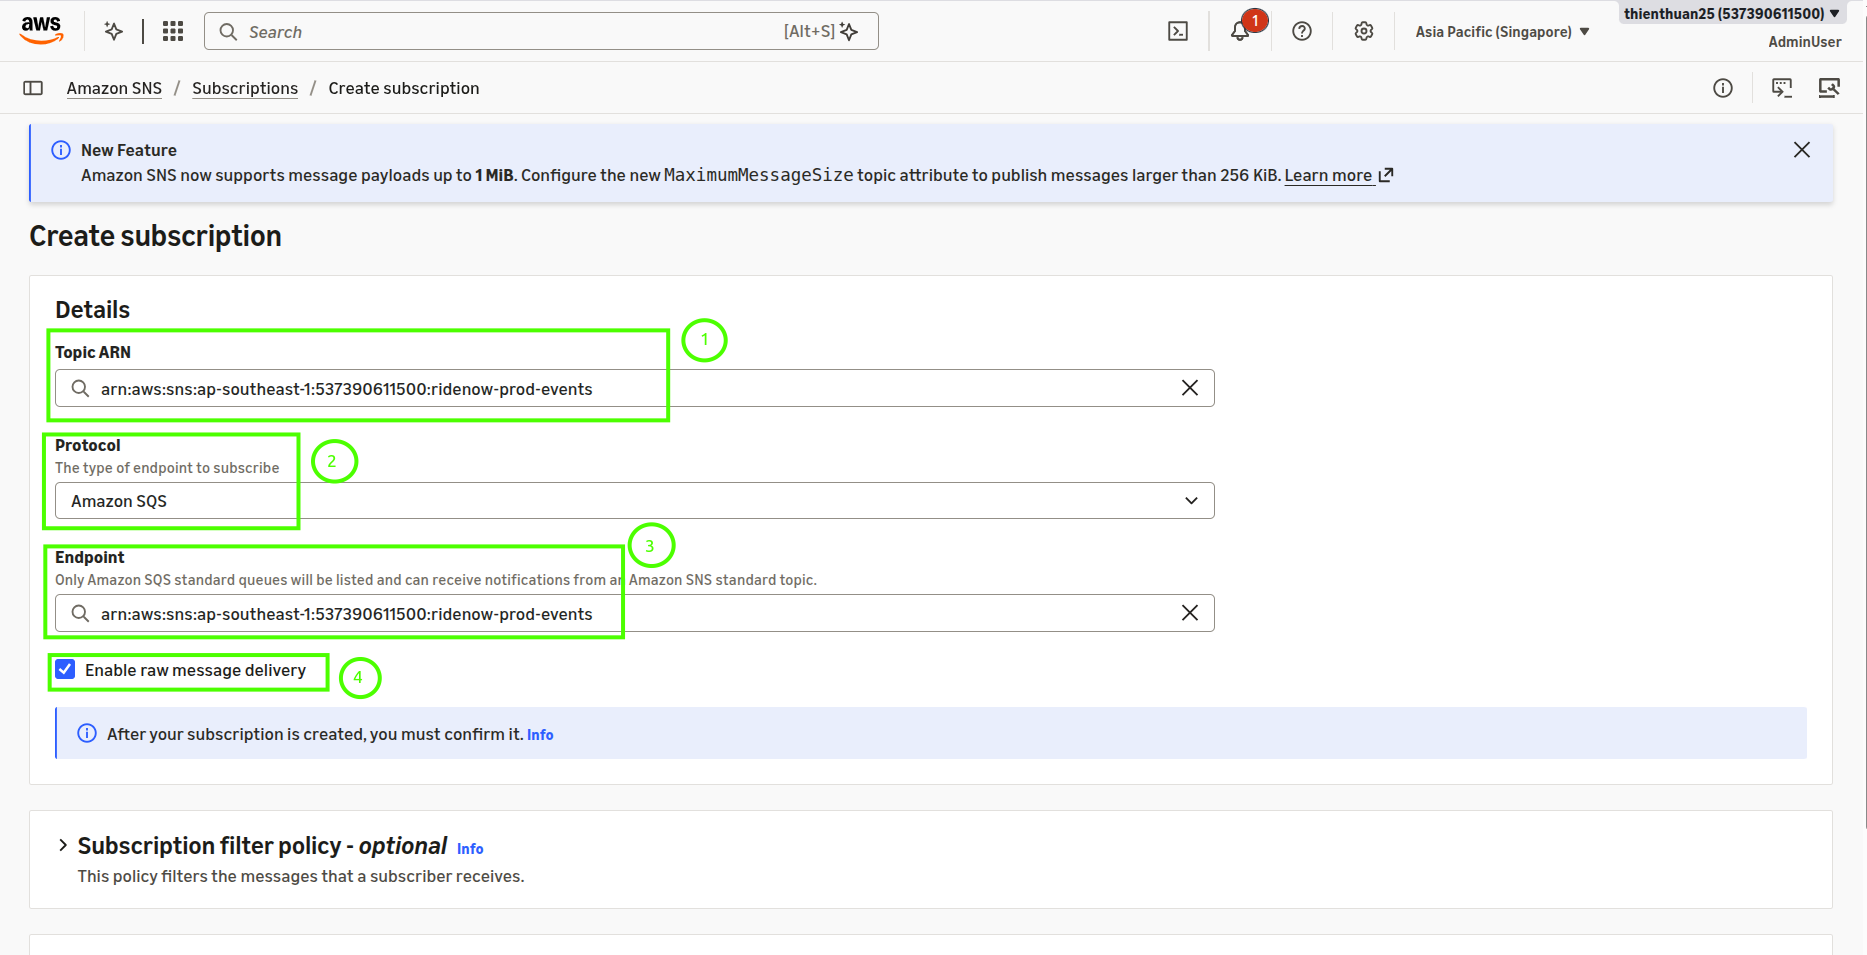 aws
Search [Alt+S]
1
Asia Pacific (Singapore)
thienthuan25 (537390611500)
AdminUser
Amazon SNS / Subscriptions / Create subscription
New Feature
Amazon SNS now supports message payloads up to 1 MiB. Configure the new MaximumMessageSize topic attribute to publish messages larger than 256 KiB. Learn more
Create subscription
Details
1
Topic ARN
arn:aws:sns:ap-southeast-1:537390611500:ridenow-prod-events
Protocol
2
The type of endpoint to subscribe
Amazon SQS
3
Endpoint
Only Amazon SQS standard queues will be listed and can receive notifications from an Amazon SNS standard topic.
arn:aws:sns:ap-southeast-1:537390611500:ridenow-prod-events
Enable raw message delivery
4
After your subscription is created, you must confirm it. Info
Subscription filter policy - optional Info
This policy filters the messages that a subscriber receives.